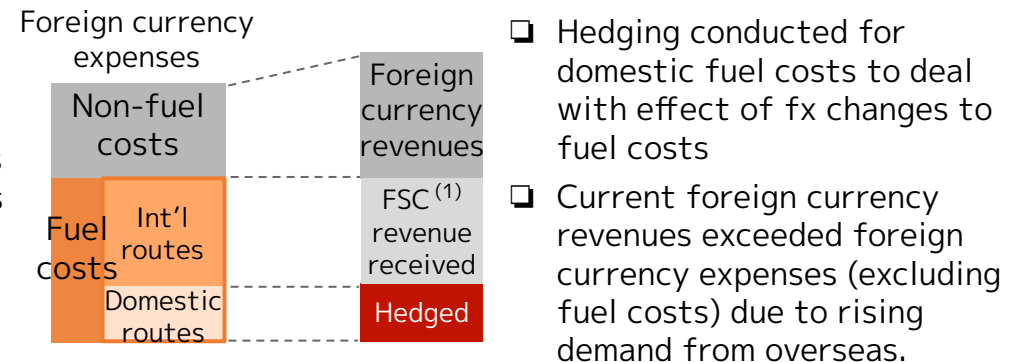 Foreign currency
expenses
Non-fuel
costs
Fuel
costs
Int'l
routes
Domestic
routes
Foreign
currency
revenues
FSC (1)
revenue
received
Hedged
❏ Hedging conducted for
domestic fuel costs to deal
with effect of fx changes to
fuel costs
❏ Current foreign currency
revenues exceeded foreign
currency expenses (excluding
fuel costs) due to rising
demand from overseas.